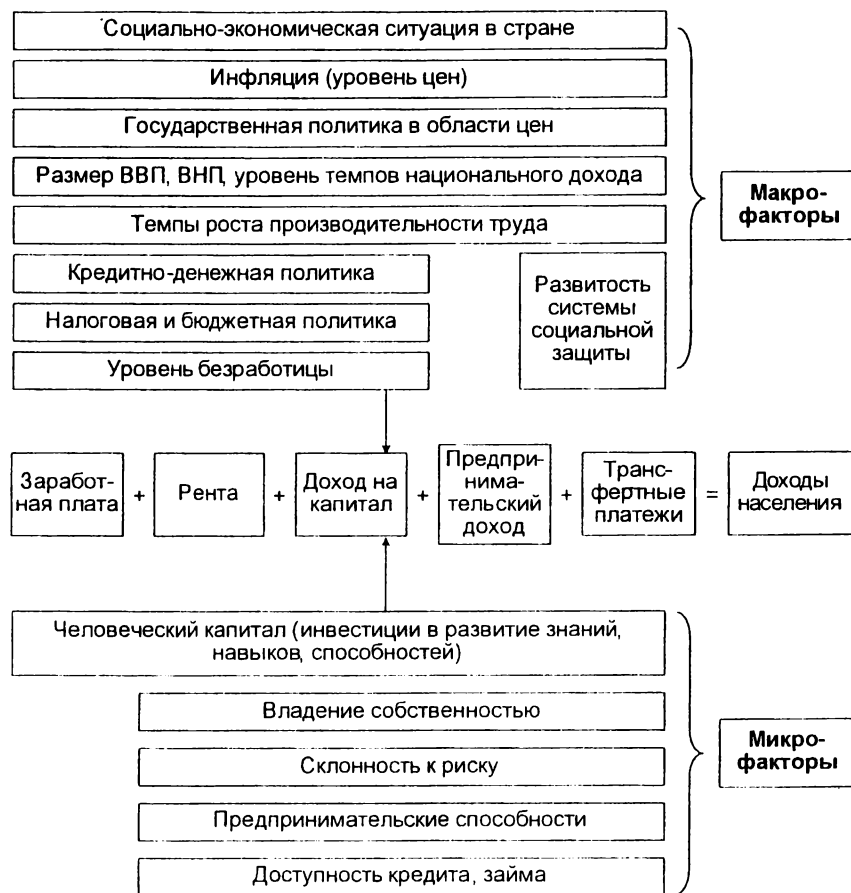 Социально-экономическая ситуация в стране
Инфляция (уровень цен)
Государственная политика в области цен
Размер ВВП, ВНП, уровень темпов национального дохода
Темпы роста производительности труда
Кредитно-денежная политика
Налоговая и бюджетная политика
Уровень безработицы
Развитость
системы
социальной
защиты
Макро-
факторы
Заработ-
ная плата
+
Рента
+
Доход на
капитал
+
Предпри-
нима-
тельский
доход
+
Транс-
фертные
платежи
=
Доходы
населения
Человеческий капитал (инвестиции в развитие знаний,
навыков, способностей)
Владение собственностью
Склонность к риску
Предпринимательские способности
Доступность кредита, займа
Микро-
факторы